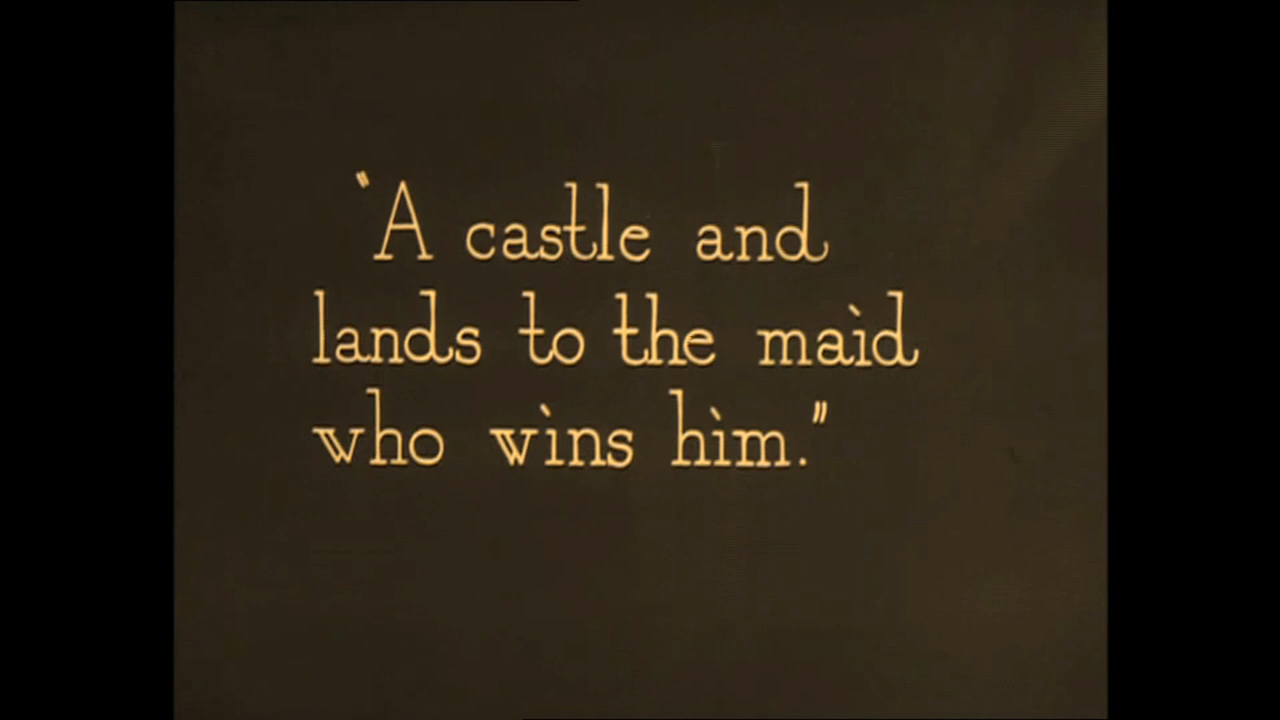 "A castle and
lands to the maid
who wins him."